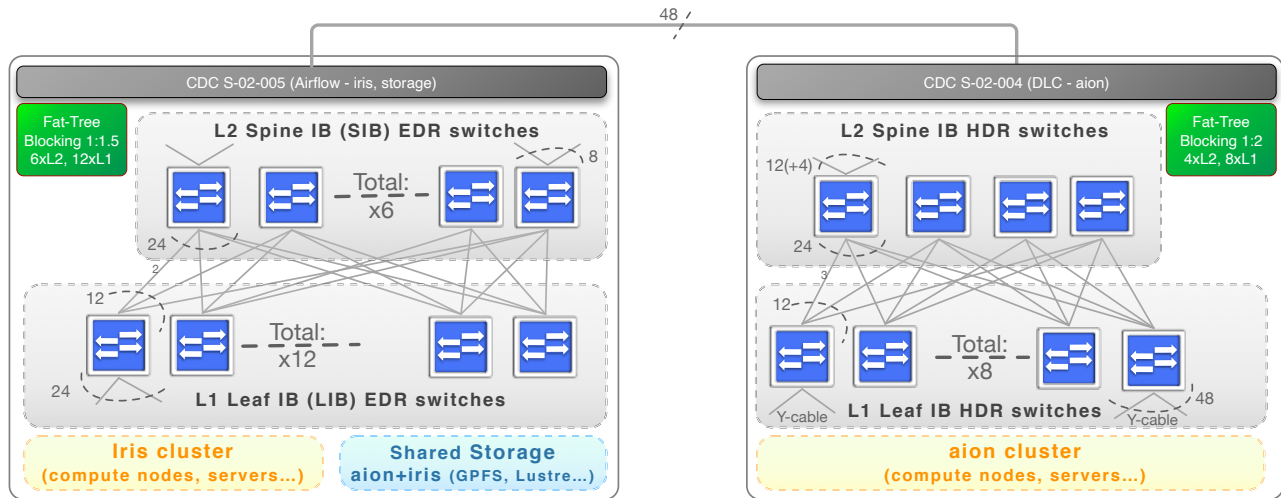 48
CDC S-02-005 (Airflow - iris, storage)
Fat-Tree
Blocking 1:1.5
6xL2, 12xL1
L2 Spine IB (SIB) EDR switches
8
Total:
x6
24
2
12
Total:
x12
24
L1 Leaf IB (LIB) EDR switches
Iris cluster
(compute nodes, servers...)
Shared Storage
aion+iris (GPFS, Lustre...)
CDC S-02-004 (DLC - aion)
Fat-Tree
Blocking 1:2
4xL2, 8xL1
L2 Spine IB HDR switches
12(+4)
24
3
12
Total:
x8
48
Y-cable
L1 Leaf IB HDR switches
Y-cable
aion cluster
(compute nodes, servers...)